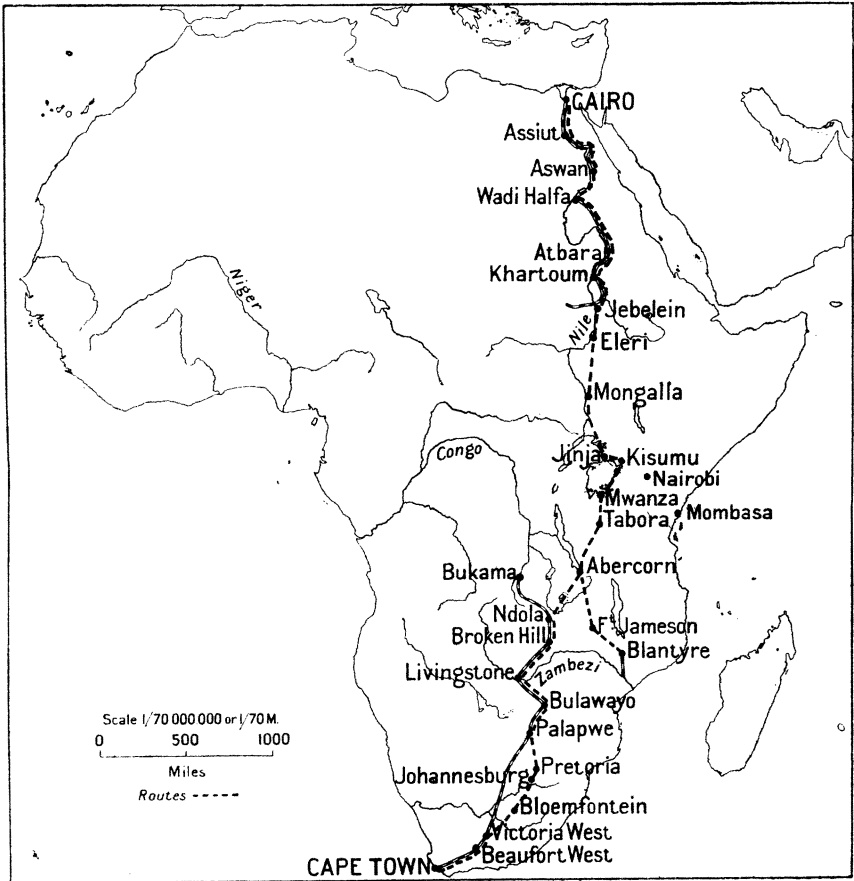 CAIRO
Assiut
Aswan
Wadi Halfa
Atbara
Khartoum
Niger
Jebelein
Nile
Eleri
Mongalla
Congo
Jinja
Kisumu
Nairobi
Mwanza
Mombasa
Tabora
Abercorn
Bukama
Ndola
Ft Jameson
Broken Hill
Blantyre
Livingstone
Zambezi
Bulawayo
Scale 1/70 000 000 or 1/70 M.
0 500 1000
Miles
Routes
Palapwe
Pretoria
Johannesburg
Bloemfontein
Victoria West
Beaufort West
CAPE TOWN